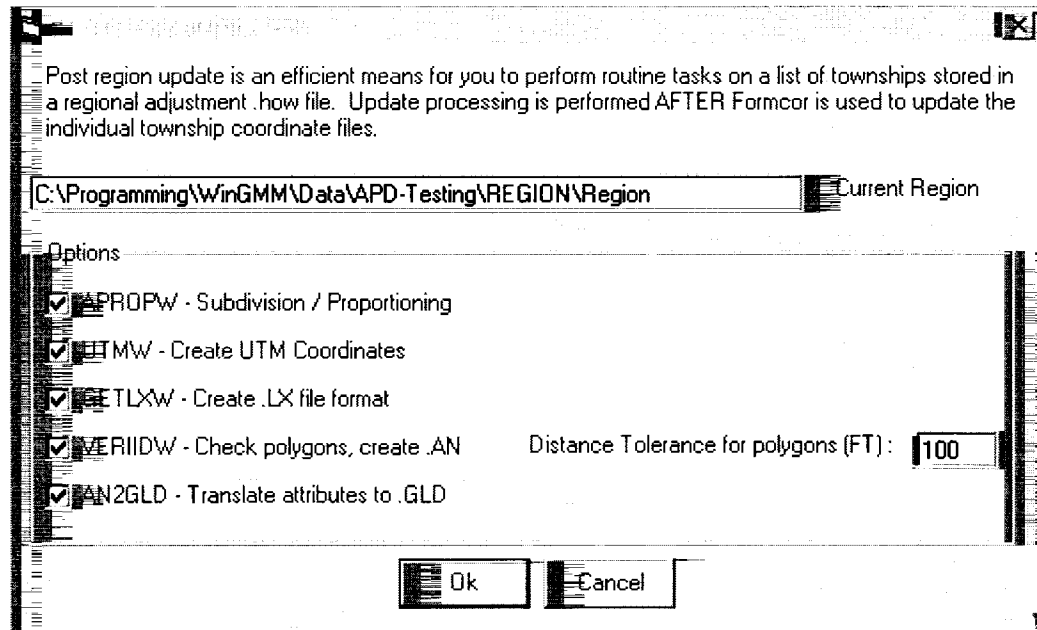 Post region update is an efficient means for you to perform routine tasks on a list of townships stored in
a regional adjustment .how file. Update processing is performed AFTER Formcor is used to update the
individual township coordinate files.
C:\Programming\WinGMM\Data\APD-Testing\REGION\Region
Current Region
Options
APROPW - Subdivision / Proportioning
UTMW - Create UTM Coordinates
GETLXW - Create .LX file format
VERIIDW - Check polygons, create .AN
Distance Tolerance for polygons (FT) :
100
AN2GLD - Translate attributes to .GLD
Ok
Cancel